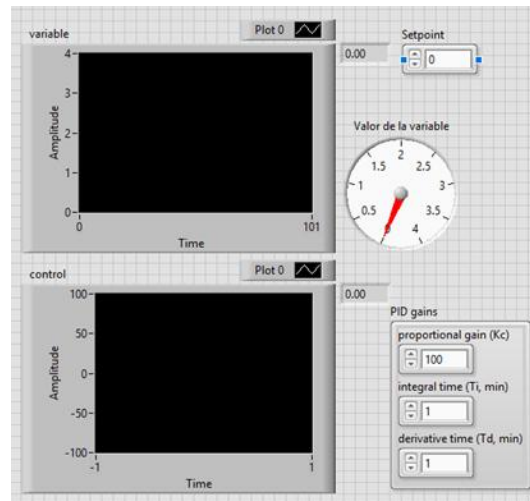 variable
Plot 0
0.00
Setpoint
0
4
3
2
1
0
Amplitude
0
101
Time
Valor de la variable
0
0.5
1
1.5
2
2.5
3
3.5
4
control
Plot 0
0.00
100
50
0
-50
-100
Amplitude
-1
1
Time
PID gains
proportional gain (Kc)
100
integral time (Ti, min)
1
derivative time (Td, min)
1